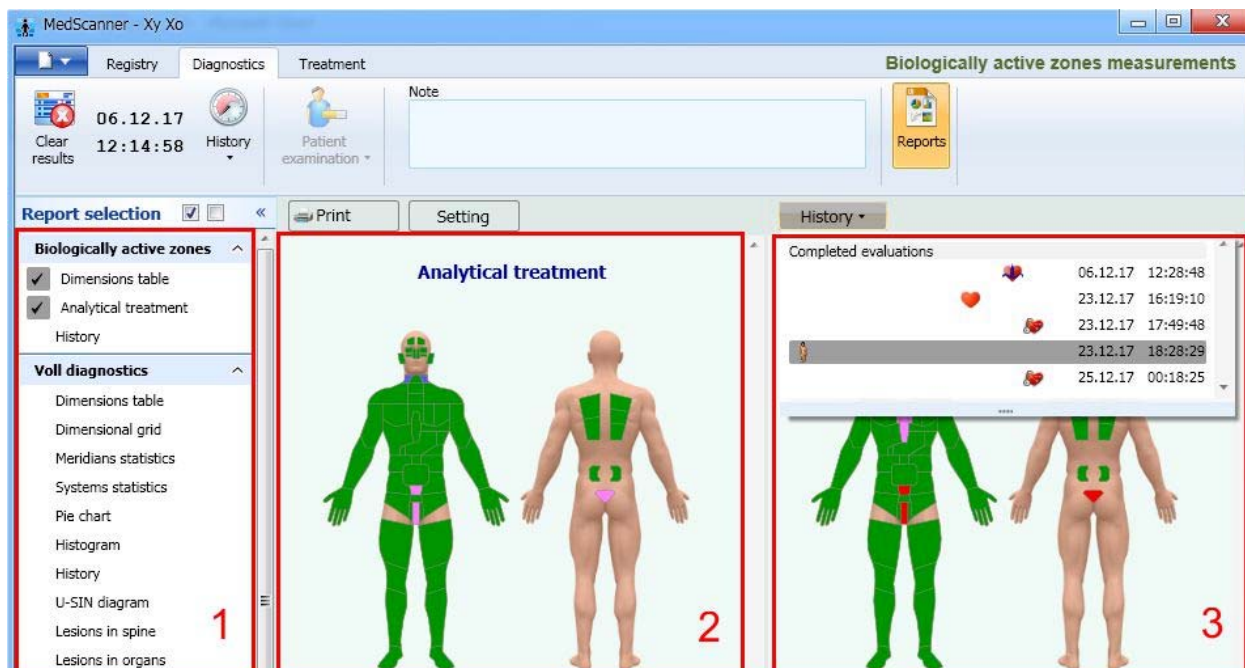 MedScanner - Xy Xo
Registry
Diagnostics
Treatment
Biologically active zones measurements
Clear
results
06.12.17
12:14:58
History
Patient
examination
Note
Reports
Report selection
Print
Setting
History
Biologically active zones
Dimensions table
Analytical treatment
History
Voll diagnostics
Dimensions table
Dimensional grid
Meridians statistics
Systems statistics
Pie chart
Histogram
History
U-SIN diagram
Lesions in spine
Lesions in organs
1
Analytical treatment
2
Completed evaluations
06.12.17 12:28:48
23.12.17 16:19:10
23.12.17 17:49:48
23.12.17 18:28:29
25.12.17 00:18:25
3